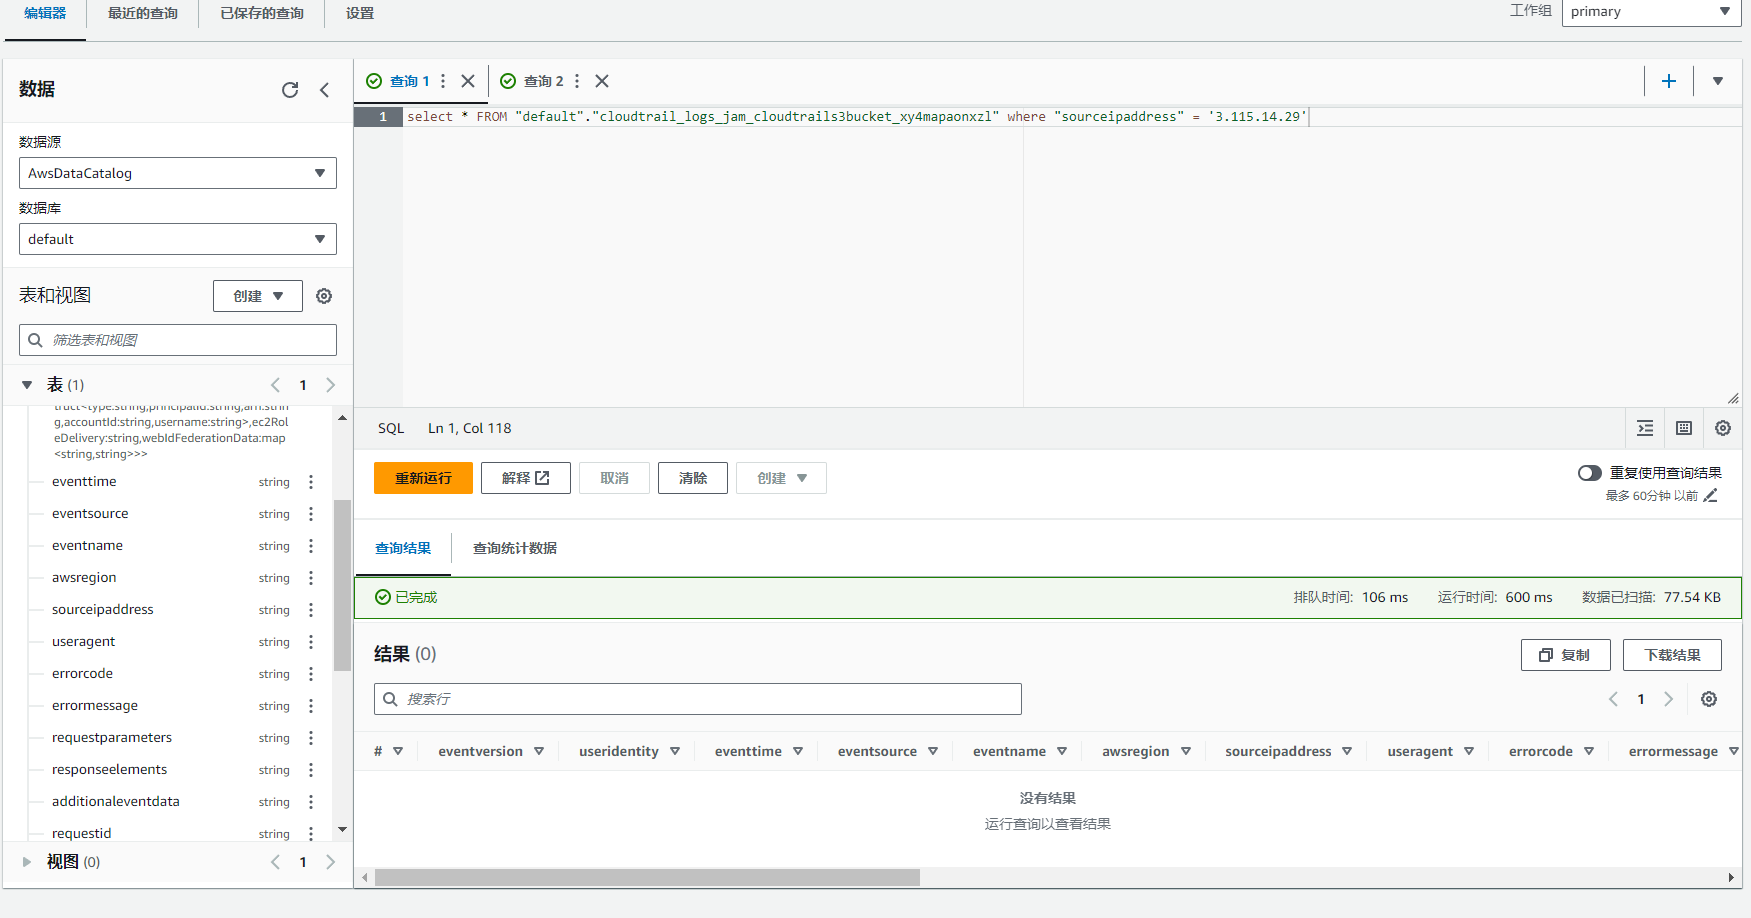 编辑器 最近的查询 已保存的查询 设置 工作组 primary
数据
数据源
AwsDataCatalog
数据库
default
表和视图 创建
筛选表和视图
表 (1) 1
truct<type:string,principalId:string,arn:strin
g,accountId:string,username:string>,ec2Rol
eDelivery:string,webIdFederationData:map
<string,string>>>
eventtime string
eventsource string
eventname string
awsregion string
sourceipaddress string
useragent string
errorcode string
errormessage string
requestparameters string
responseelements string
additionaleventdata string
requestid string
视图 (0) 1
查询 1 查询 2
1 select * FROM "default"."cloudtrail_logs_jam_cloudtrails3bucket_xy4mapaonxzl" where "sourceipaddress" = '3.115.14.29'
SQL Ln 1, Col 118
重新运行 解释 取消 清除 创建 重复使用查询结果
最多 60分钟 以前
查询结果 查询统计数据
已完成 排队时间: 106 ms 运行时间: 600 ms 数据已扫描: 77.54 KB
结果 (0) 复制 下载结果
搜索行 1
# eventversion useridentity eventtime eventsource eventname awsregion sourceipaddress useragent errorcode errormessage
没有结果
运行查询以查看结果